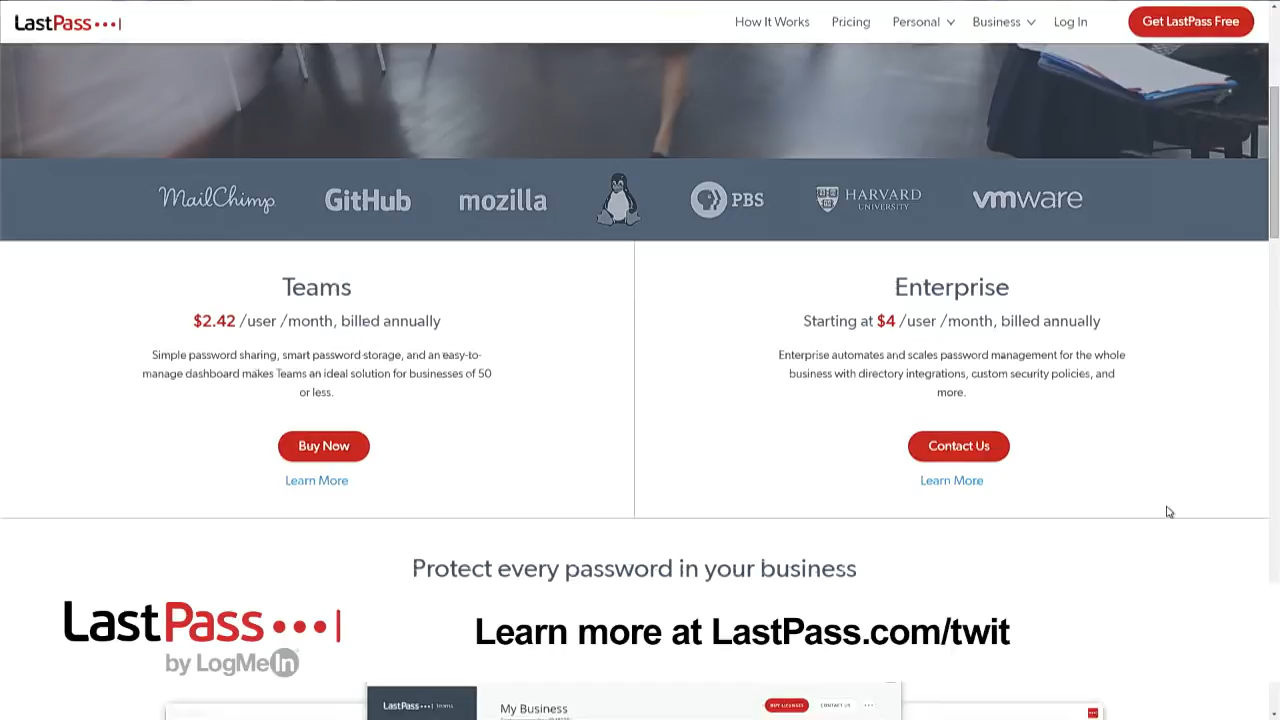 LastPass
How It Works
Pricing
Personal
Business
Log In
Get LastPass Free
MailChimp
GitHub
mozilla
PBS
HARVARD
UNIVERSITY
vmware
Teams
$2.42 /user /month, billed annually
Simple password sharing, smart password storage, and an easy-to-
manage dashboard makes Teams an ideal solution for businesses of 50
or less.
Buy Now
Learn More
Enterprise
Starting at $4 /user /month, billed annually
Enterprise automates and scales password management for the whole
business with directory integrations, custom security policies, and
more.
Contact Us
Learn More
Protect every password in your business
LastPass
by LogMeIn
Learn more at LastPass.com/twit
LastPass teams
My Business
BUY LICENSES
CONTACT US